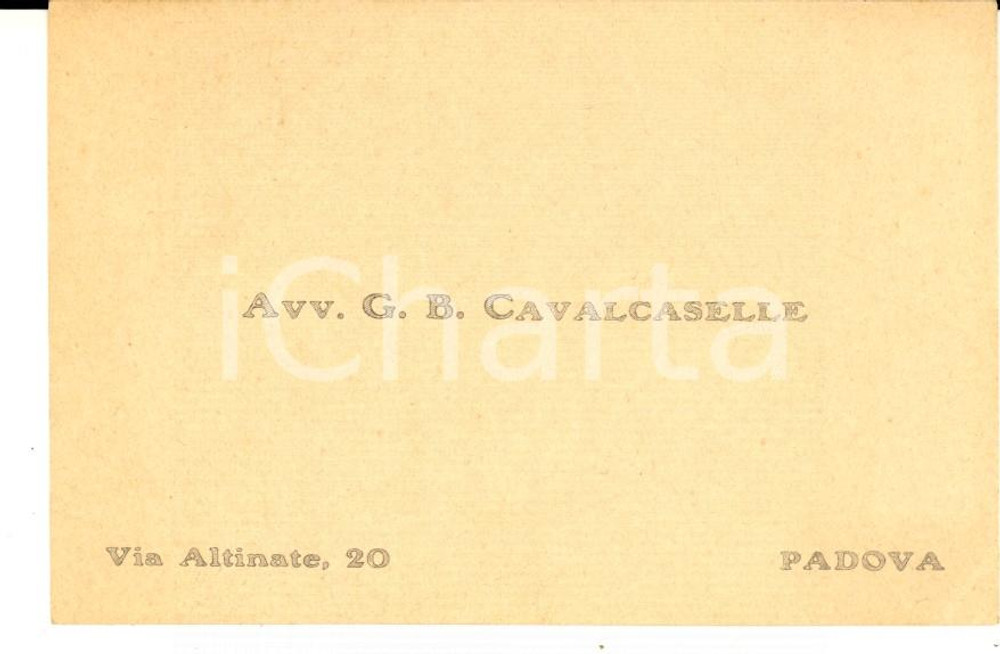 Avv. G. B. Cavalcaselle
iCharta
Via Altinate, 20 PADOVA